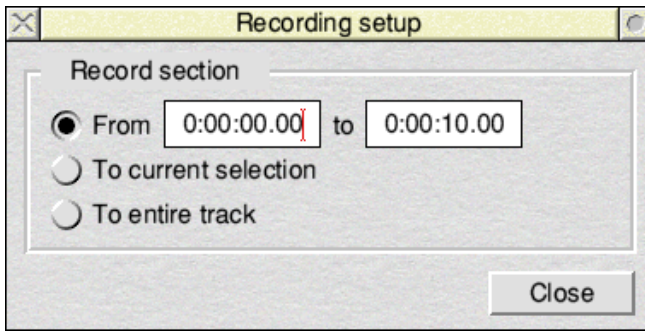 Recording setup
Record section
From 0:00:00.00 to 0:00:10.00
To current selection
To entire track
Close